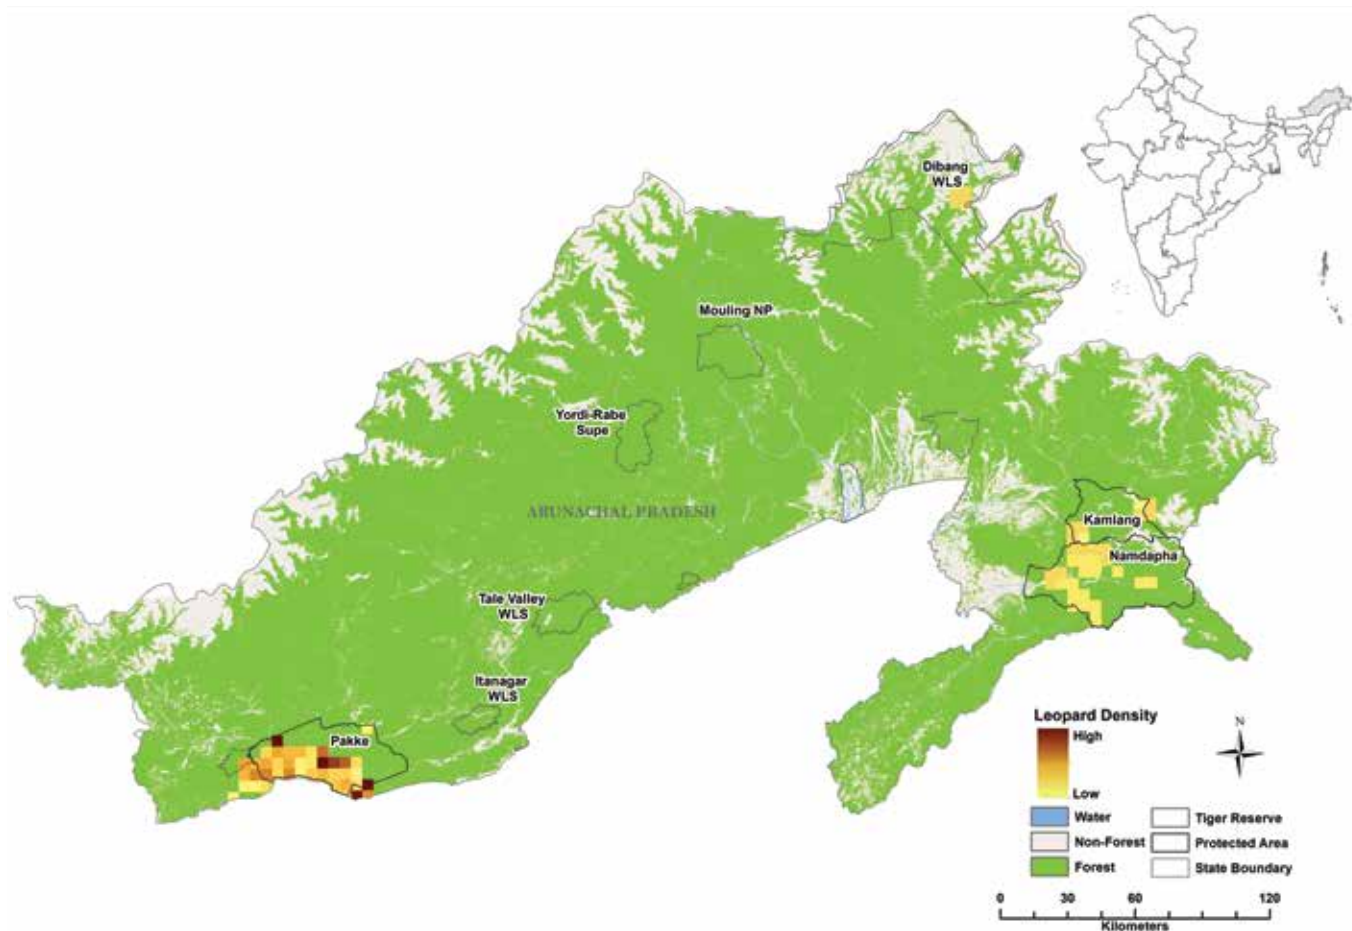 Dibang
WLS
Mouling NP
Yordi-Rabe
Supe
ARUNACHAL PRADESH
Kamlang
Namdapha
Tale Valley
WLS
Itanagar
WLS
Pakke
Leopard Density
High
Low
Water
Non-Forest
Forest
Tiger Reserve
Protected Area
State Boundary
N
0 30 60 120
Kilometers